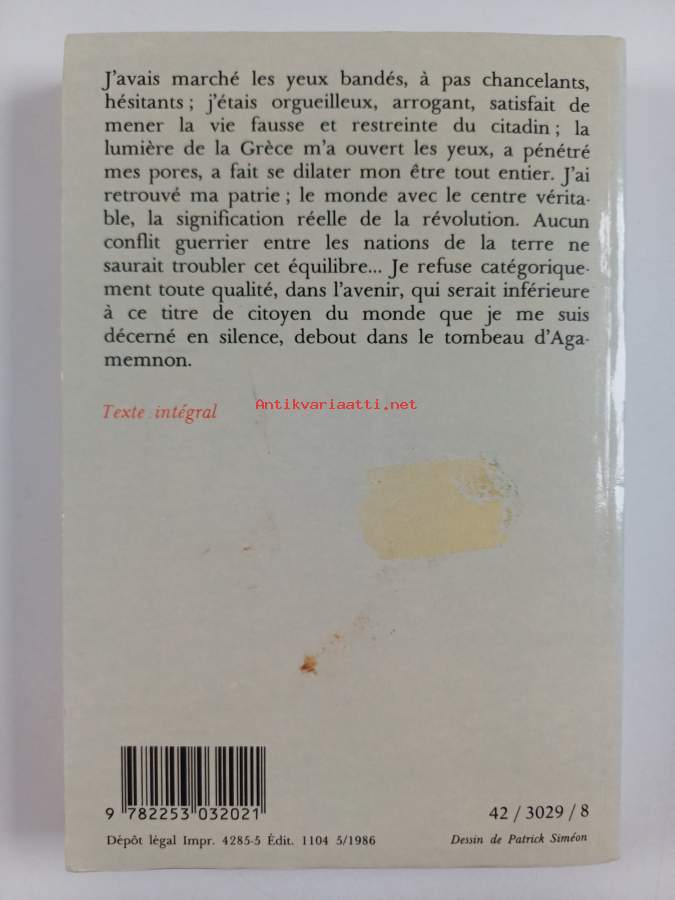 J'avais marché les yeux bandés, à pas chancelants,
hésitants ; j'étais orgueilleux, arrogant, satisfait de
mener la vie fausse et restreinte du citadin ; la
lumière de la Grèce m'a ouvert les yeux, a pénétré
mes pores, a fait se dilater mon être tout entier. J'ai
retrouvé ma patrie ; le monde avec le centre vérita-
ble, la signification réelle de la révolution. Aucun
conflit guerrier entre les nations de la terre ne
saurait troubler cet équilibre... Je refuse catégorique-
ment toute qualité, dans l'avenir, qui serait inférieure
à ce titre de citoyen du monde que je me suis
décerné en silence, debout dans le tombeau d'Aga-
memnon.
Texte intégral
Antikvariaatti.net
9 782253 032021
42 / 3029 / 8
Dépôt légal Impr. 4285-5 Édit. 1104 5/1986
Dessin de Patrick Siméon